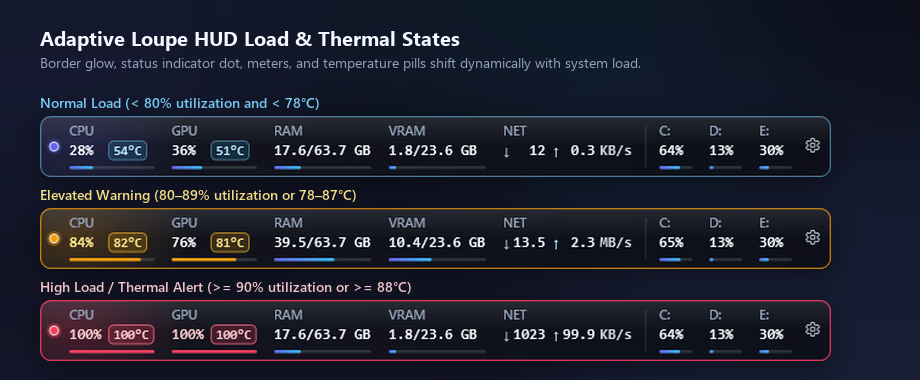 Adaptive Loupe HUD Load & Thermal States
Border glow, status indicator dot, meters, and temperature pills shift dynamically with system load.
Normal Load (< 80% utilization and < 78°C)
CPU GPU RAM VRAM NET C: D: E:
28% 54°C 36% 51°C 17.6/63.7 GB 1.8/23.6 GB ↓ 12 ↑ 0.3 KB/s 64% 13% 30%
Elevated Warning (80–89% utilization or 78–87°C)
CPU GPU RAM VRAM NET C: D: E:
84% 82°C 76% 81°C 39.5/63.7 GB 10.4/23.6 GB ↓ 13.5 ↑ 2.3 MB/s 65% 13% 30%
High Load / Thermal Alert (>= 90% utilization or >= 88°C)
CPU GPU RAM VRAM NET C: D: E:
100% 100°C 100% 100°C 17.6/63.7 GB 1.8/23.6 GB ↓ 1023 ↑ 99.9 KB/s 64% 13% 30%